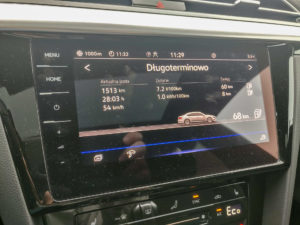 MENU
1000m 11:32 11:29
HOME
Długoterminowo
1513 km 7.2 l/100km 60 km
28:03 h 1.0 kWh/100km 8 km
54 km/h
68 km
Eco